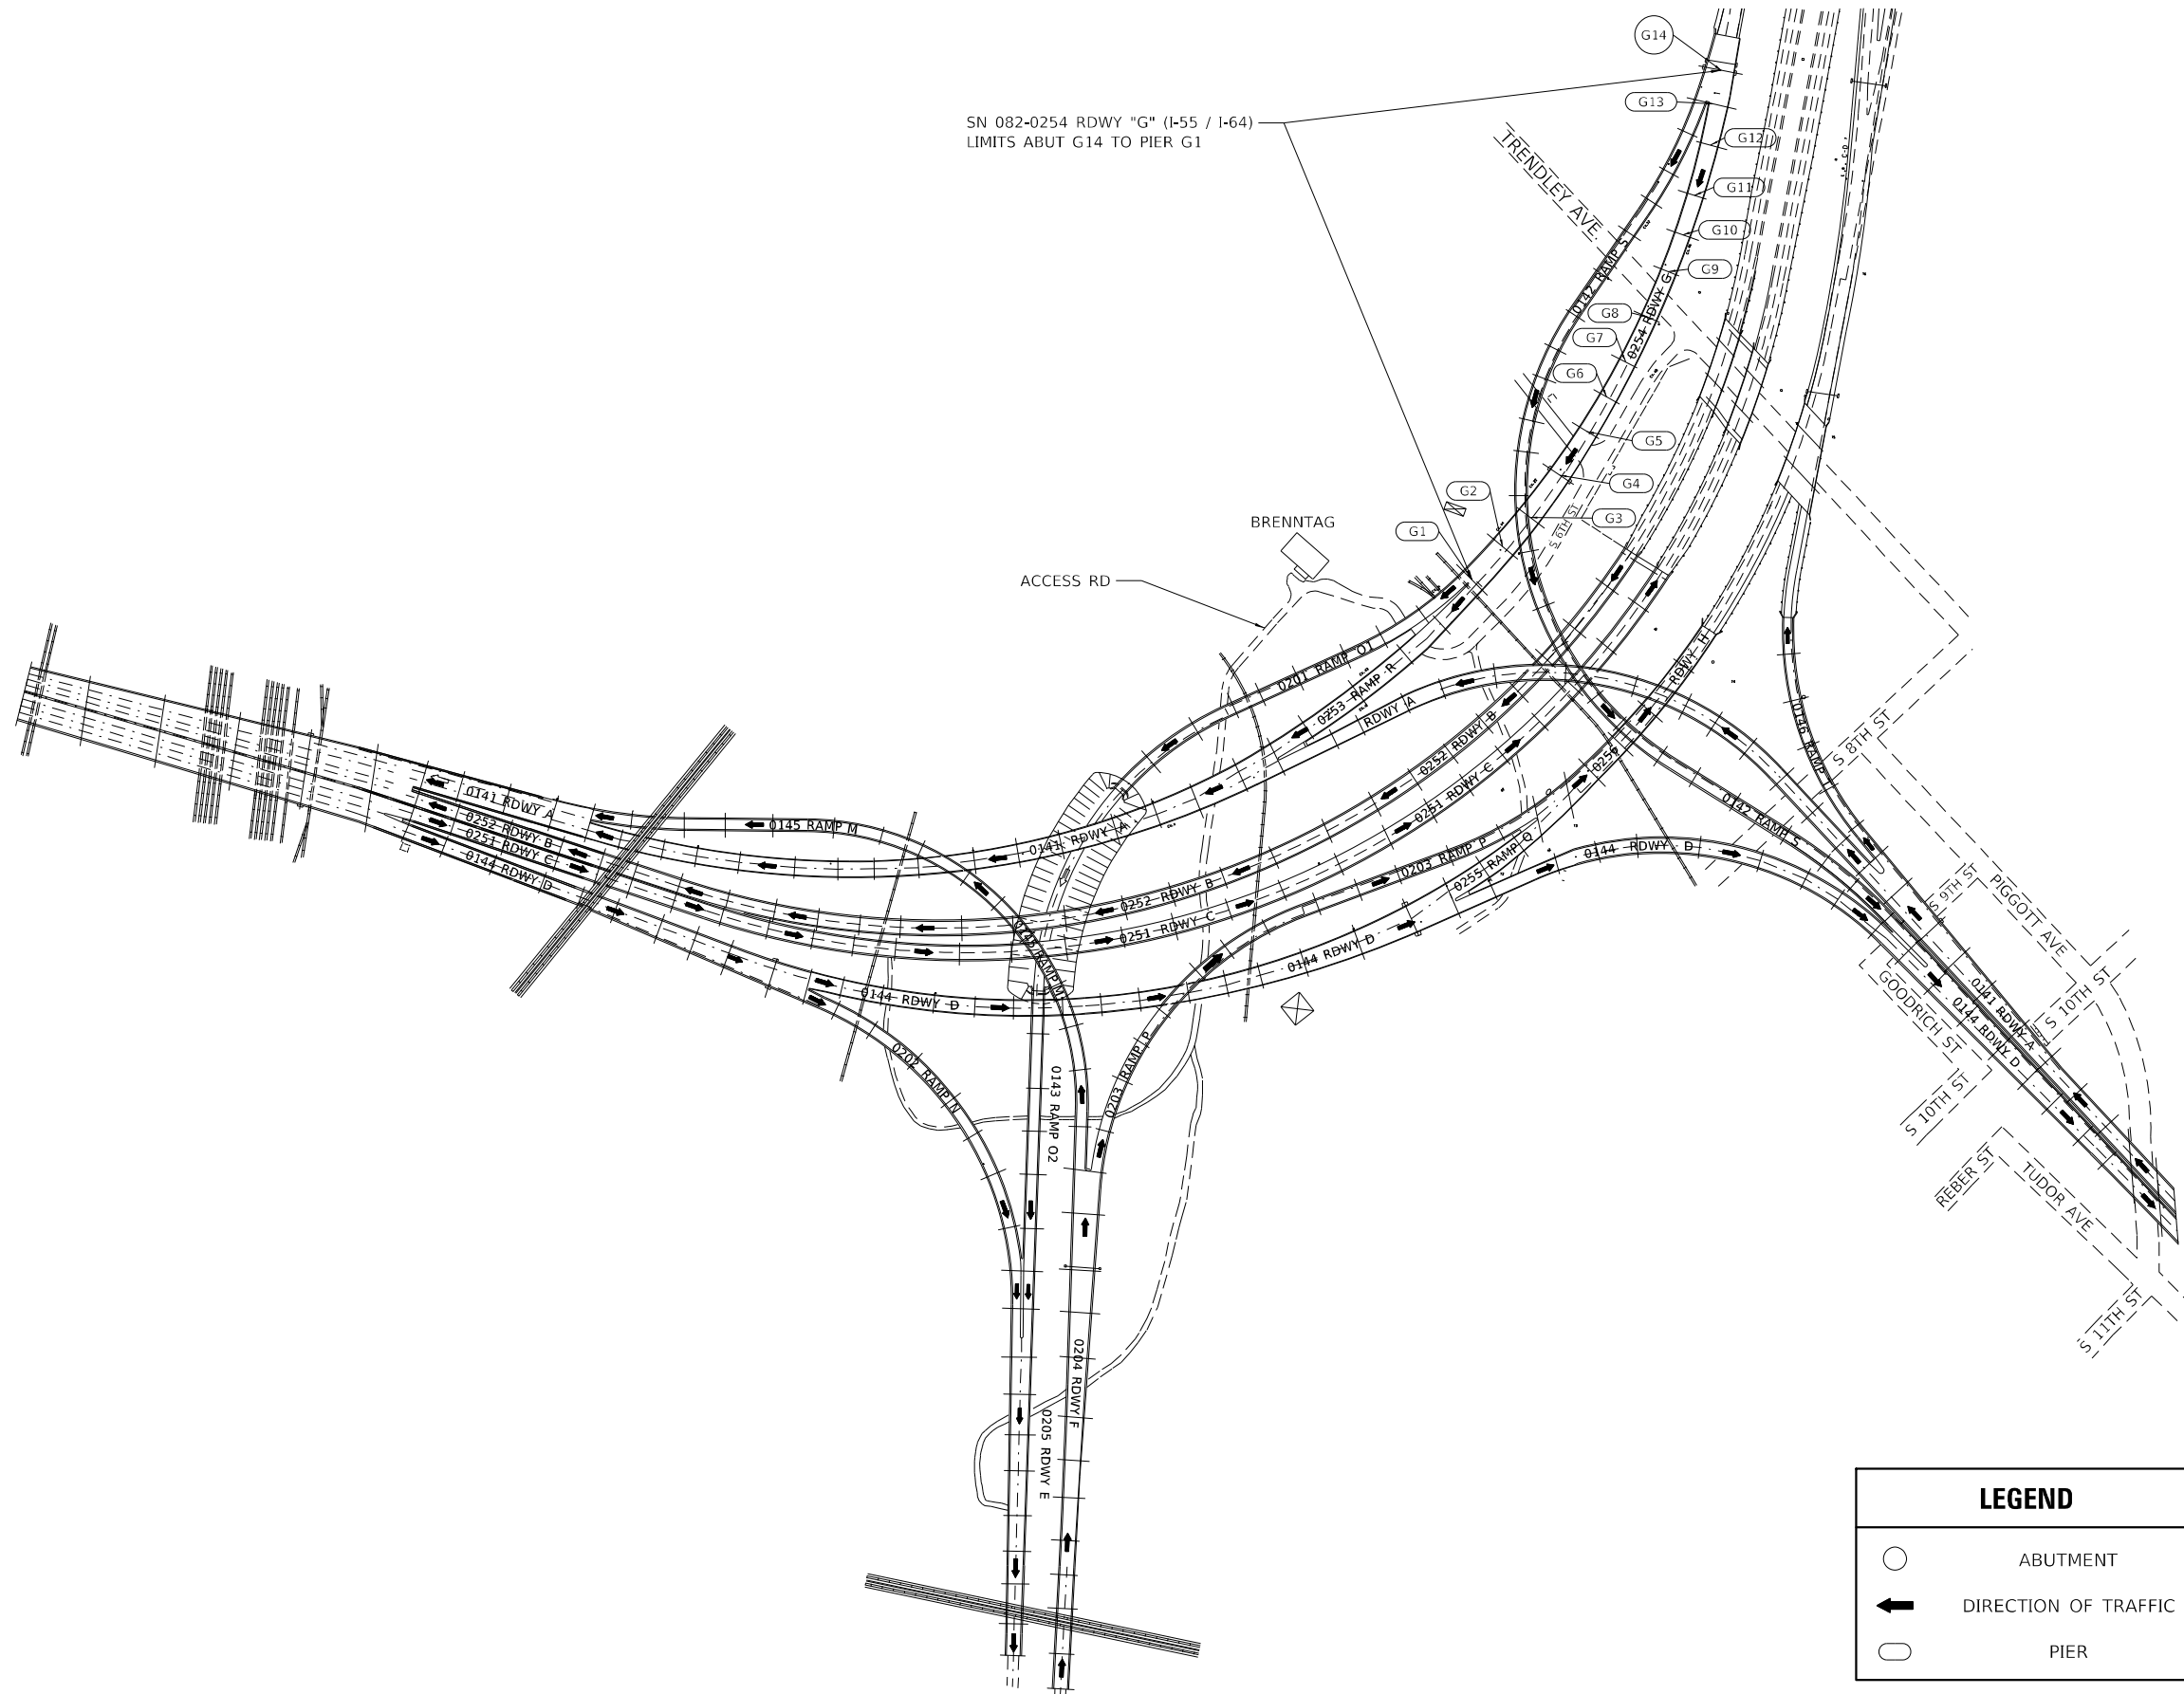 G14
G13
SN 082-0254 RDWY "G" (I-55 / I-64)
LIMITS ABUT G14 TO PIER G1
G12
TRENDLEY AVE.
G11
G10
0142 RAMP S
G9
0254 RDWY G
G8
G7
G6
G5
G4
G2
G3
S 6TH ST
BRENNTAG
G1
ACCESS RD
0201 RAMP O1
RDWY H
0253 RAMP R
RDWY A
0146 RAMP T
S 8TH ST
0252 RDWY B
0256
0251 RDWY C
0141 RDWY A
0145 RAMP M
0142 RAMP S
0252 RDWY B
0251 RDWY C
0144 RDWY D
0141 RDWY A
0203 RAMP P
0255 RAMP Q
0144 RDWY D
S 9TH ST
PIGGOTT AVE
0252 RDWY B
0251 RDWY C
0145 RAMP M
0144 RDWY D
0144 RDWY D
GOODRICH ST
S 10TH ST
0141 RDWY A
0144 RDWY D
0202 RAMP N
0143 RAMP O2
0203 RAMP P
S 10TH ST
REBER ST
TUDOR AVE
S 11TH ST
0204 RDWY F
0205 RDWY E
LEGEND
ABUTMENT
DIRECTION OF TRAFFIC
PIER